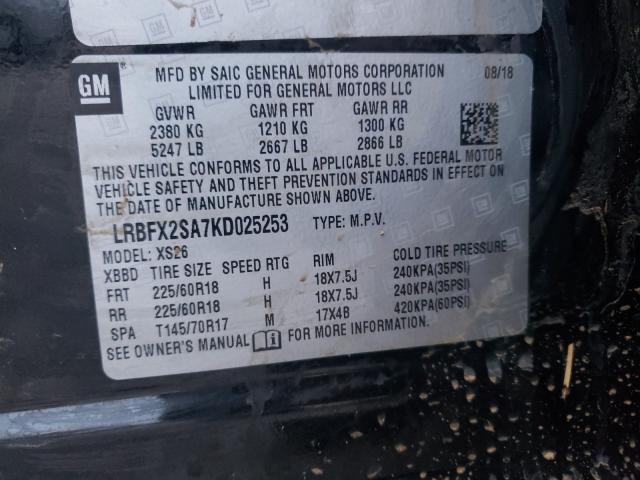 GM
MFD BY SAIC GENERAL MOTORS CORPORATION 08/18
LIMITED FOR GENERAL MOTORS LLC
GVWR GAWR FRT GAWR RR
2380 KG 1210 KG 1300 KG
5247 LB 2667 LB 2866 LB
THIS VEHICLE CONFORMS TO ALL APPLICABLE U.S. FEDERAL MOTOR
VEHICLE SAFETY AND THEFT PREVENTION STANDARDS IN EFFECT ON
THE DATE OF MANUFACTURE SHOWN ABOVE.
LRBFX2SA7KD025253 TYPE: M.P.V.
MODEL: XS26
XBBD TIRE SIZE SPEED RTG RIM COLD TIRE PRESSURE
FRT 225/60R18 H 18X7.5J 240KPA(35PSI)
RR 225/60R18 H 18X7.5J 240KPA(35PSI)
SPA T145/70R17 M 17X4B 420KPA(60PSI)
SEE OWNER'S MANUAL FOR MORE INFORMATION.